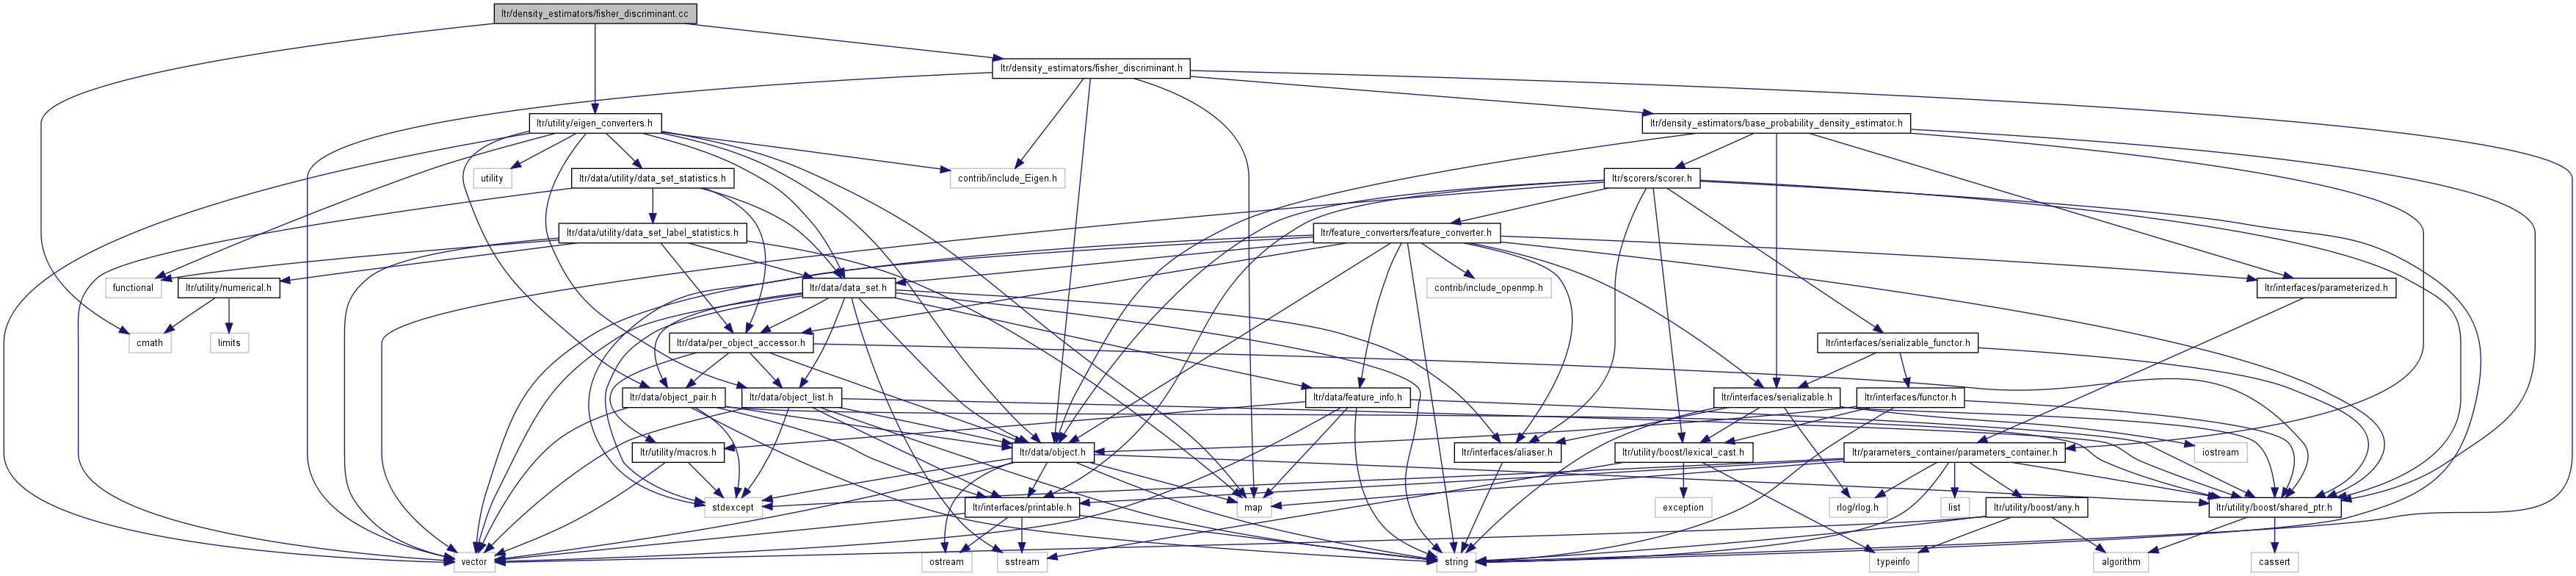 ltr/density_estimators/fisher_discriminant.cc
ltr/density_estimators/fisher_discriminant.h
ltr/utility/eigen_converters.h
ltr/density_estimators/base_probability_density_estimator.h
utility
ltr/data/utility/data_set_statistics.h
contrib/include_Eigen.h
ltr/scorers/scorer.h
ltr/data/utility/data_set_label_statistics.h
ltr/feature_converters/feature_converter.h
functional
ltr/utility/numerical.h
ltr/data/data_set.h
contrib/include_openmp.h
ltr/interfaces/parameterized.h
cmath
limits
ltr/data/per_object_accessor.h
ltr/interfaces/serializable_functor.h
ltr/data/object_pair.h
ltr/data/object_list.h
ltr/data/feature_info.h
ltr/interfaces/serializable.h
ltr/interfaces/functor.h
ltr/utility/macros.h
ltr/data/object.h
ltr/interfaces/aliaser.h
ltr/utility/boost/lexical_cast.h
ltr/parameters_container/parameters_container.h
iostream
stdexcept
ltr/interfaces/printable.h
map
exception
rlog/rlog.h
list
ltr/utility/boost/any.h
ltr/utility/boost/shared_ptr.h
vector
ostream
sstream
string
typeinfo
algorithm
cassert